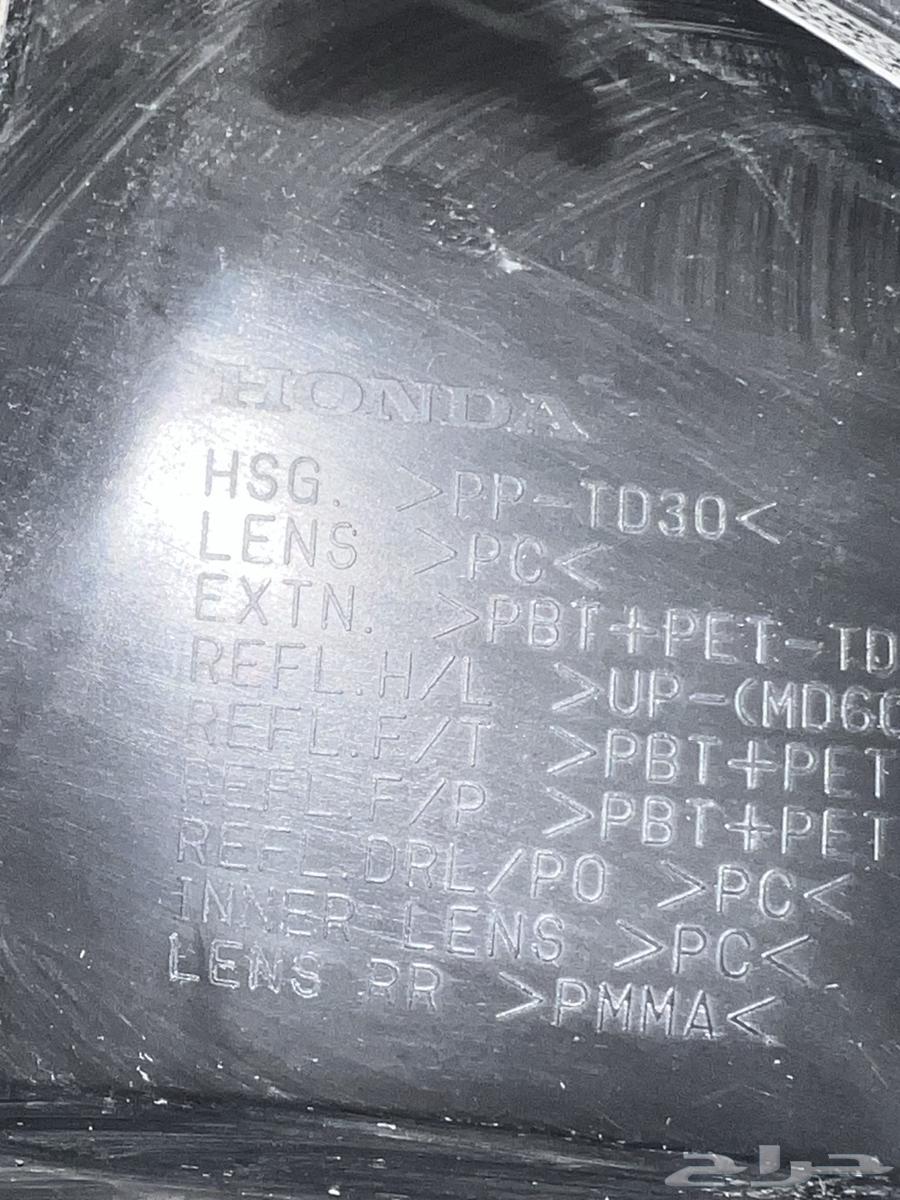 HONDA
HSG. >PP-TD30<
LENS >PC<
EXTN. >PBT+PET-TD
REFL.H/L >UP-(MD60
REFL.F/T >PBT+PET
REFL.F/P >PBT+PET
REFL.DRL/PO >PC<
INNER LENS >PC<
LENS RR >PMMA<
حراج